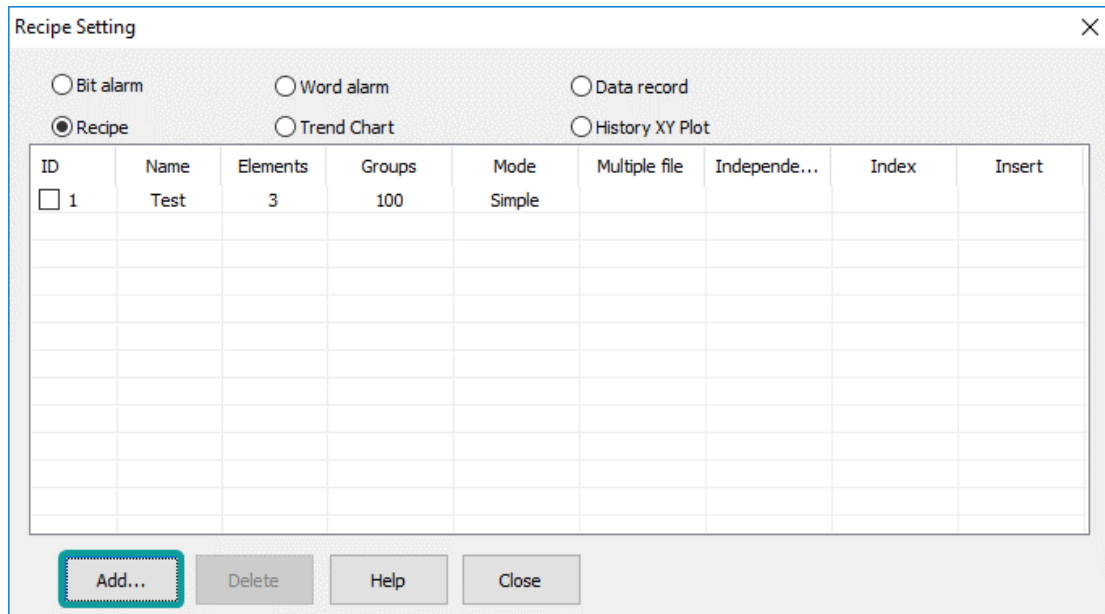 Recipe Setting
Bit alarm Word alarm Data record
Recipe Trend Chart History XY Plot
ID Name Elements Groups Mode Multiple file Independe... Index Insert
1 Test 3 100 Simple
Add... Delete Help Close